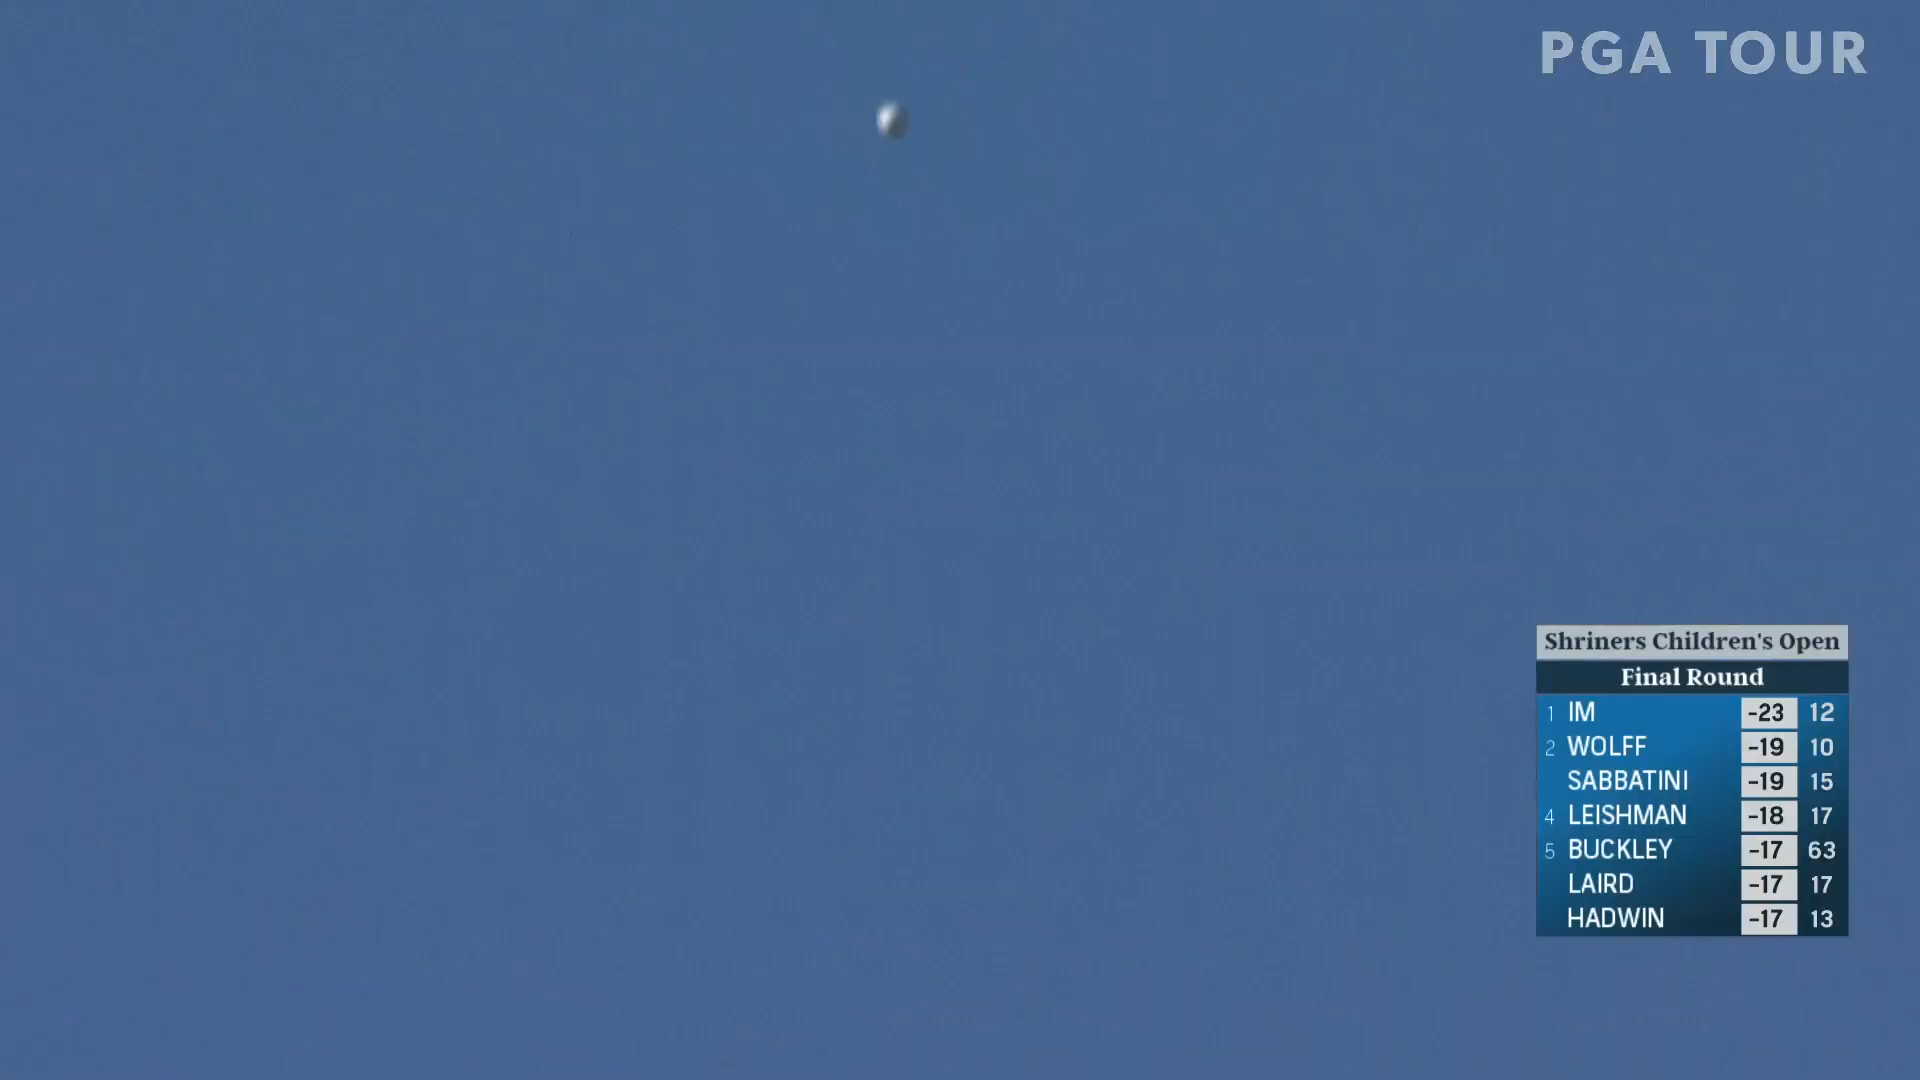 PGA TOUR
Shriners Children's Open
Final Round
1 IM -23 12
2 WOLFF -19 10
SABBATINI -19 15
4 LEISHMAN -18 17
5 BUCKLEY -17 63
LAIRD -17 17
HADWIN -17 13